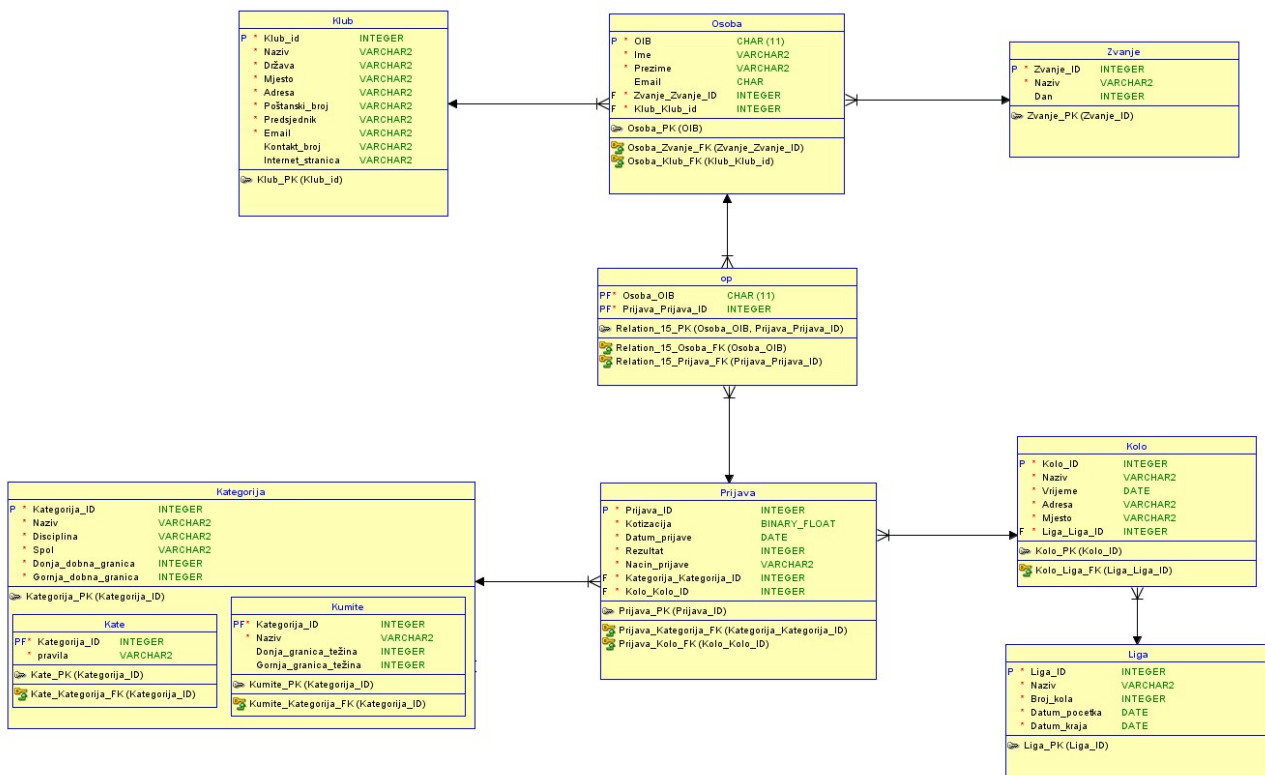 Klub
P * Klub_id INTEGER
* Naziv VARCHAR2
* Država VARCHAR2
* Mjesto VARCHAR2
* Adresa VARCHAR2
* Poštanski_broj VARCHAR2
* Predsjednik VARCHAR2
* Email VARCHAR2
Kontakt_broj VARCHAR2
Internet_stranica VARCHAR2
Klub_PK (Klub_id)
Osoba
P * OIB CHAR (11)
* Ime VARCHAR2
* Prezime VARCHAR2
Email CHAR
F * Zvanje_Zvanje_ID INTEGER
F * Klub_Klub_id INTEGER
Osoba_PK (OIB)
Osoba_Zvanje_FK (Zvanje_Zvanje_ID)
Osoba_Klub_FK (Klub_Klub_id)
Zvanje
P * Zvanje_ID INTEGER
* Naziv VARCHAR2
Dan INTEGER
Zvanje_PK (Zvanje_ID)
op
PF* Osoba_OIB CHAR (11)
PF* Prijava_Prijava_ID INTEGER
Relation_15_PK (Osoba_OIB, Prijava_Prijava_ID)
Relation_15_Osoba_FK (Osoba_OIB)
Relation_15_Prijava_FK (Prijava_Prijava_ID)
Kategorija
P * Kategorija_ID INTEGER
* Naziv VARCHAR2
* Disciplina VARCHAR2
* Spol VARCHAR2
* Donja_dobna_granica INTEGER
* Gornja_dobna_granica INTEGER
Kategorija_PK (Kategorija_ID)
Kate
PF* Kategorija_ID INTEGER
* pravila VARCHAR2
Kate_PK (Kategorija_ID)
Kate_Kategorija_FK (Kategorija_ID)
Kumite
PF* Kategorija_ID INTEGER
* Naziv VARCHAR2
Donja_granica_težina INTEGER
Gornja_granica_tezina INTEGER
Kumite_PK (Kategorija_ID)
Kumite_Kategorija_FK (Kategorija_ID)
Prijava
P * Prijava_ID INTEGER
* Kotizacija BINARY_FLOAT
* Datum_prijave DATE
* Rezultat INTEGER
* Nacin_prijave VARCHAR2
F * Kategorija_Kategorija_ID INTEGER
F * Kolo_Kolo_ID INTEGER
Prijava_PK (Prijava_ID)
Prijava_Kategorija_FK (Kategorija_Kategorija_ID)
Prijava_Kolo_FK (Kolo_Kolo_ID)
Kolo
P * Kolo_ID INTEGER
* Naziv VARCHAR2
* Vrijeme DATE
* Adresa VARCHAR2
* Mjesto VARCHAR2
F * Liga_Liga_ID INTEGER
Kolo_PK (Kolo_ID)
Kolo_Liga_FK (Liga_Liga_ID)
Liga
P * Liga_ID INTEGER
* Naziv VARCHAR2
* Broj_kola INTEGER
* Datum_pocetka DATE
* Datum_kraja DATE
Liga_PK (Liga_ID)